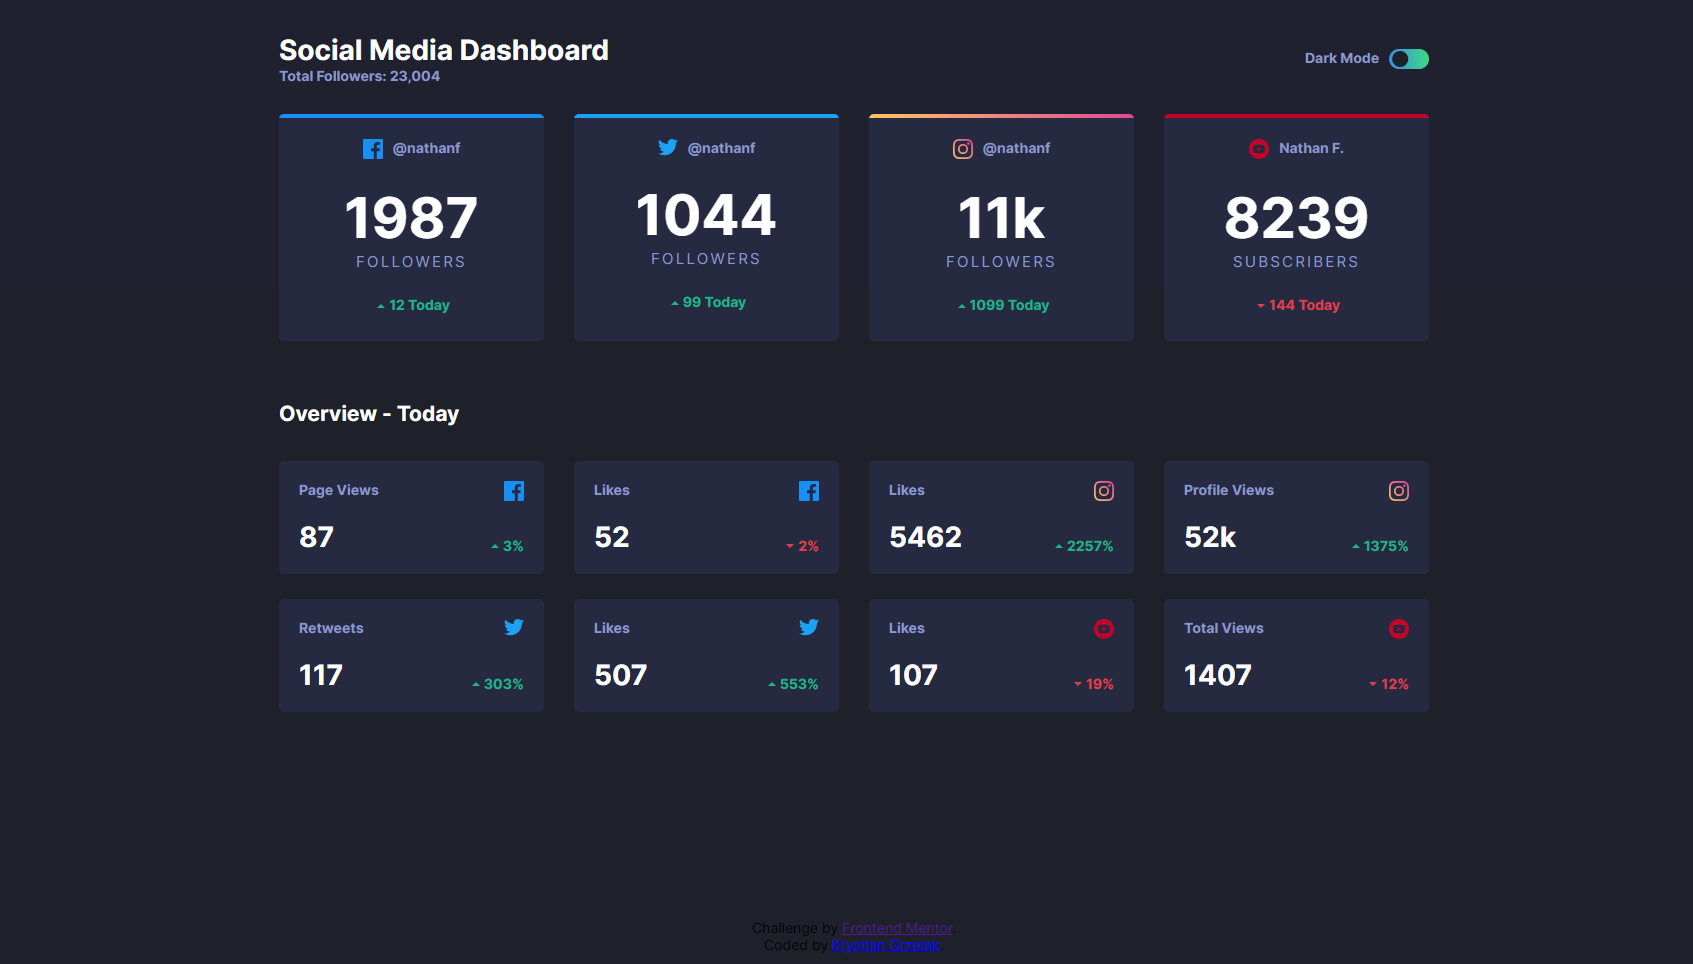 Social Media Dashboard
Total Followers: 23,004
Dark Mode
@nathanf
1987
FOLLOWERS
12 Today
@nathanf
1044
FOLLOWERS
99 Today
@nathanf
11k
FOLLOWERS
1099 Today
Nathan F.
8239
SUBSCRIBERS
144 Today
Overview - Today
Page Views
87
3%
Likes
52
2%
Likes
5462
2257%
Profile Views
52k
1375%
Retweets
117
303%
Likes
507
553%
Likes
107
19%
Total Views
1407
12%
Challenge by Frontend Mentor.
Coded by Krystian Grzelak.